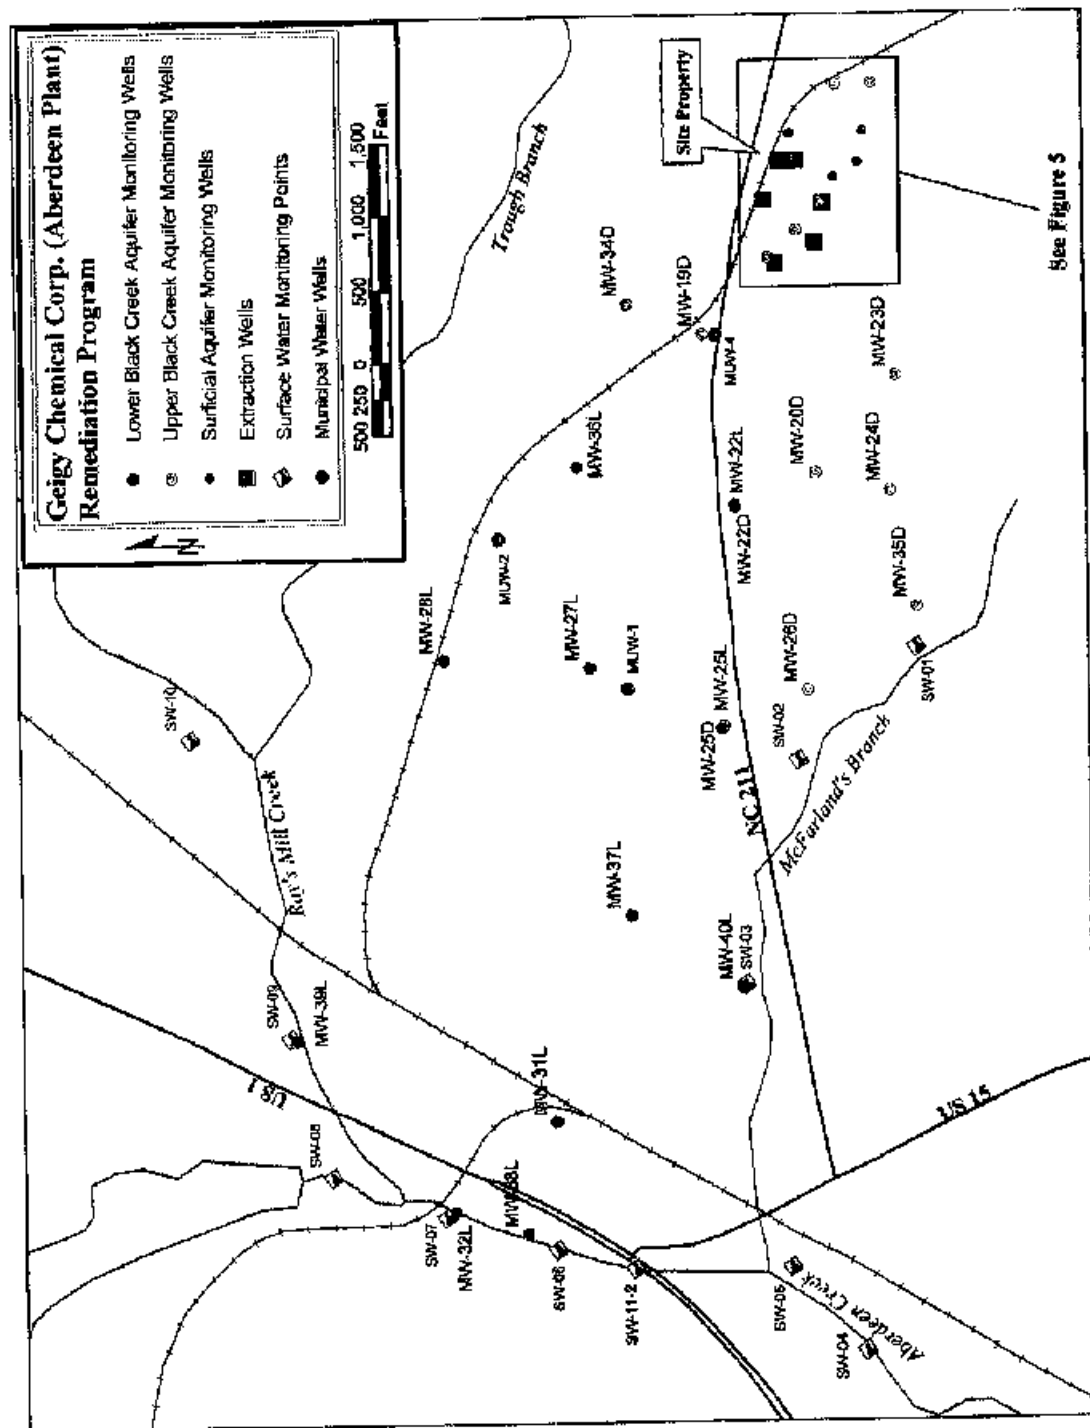 Geigy Chemical Corp. (Aberdeen Plant)
Remediation Program
Lower Black Creek Aquifer Monitoring Wells
Upper Black Creek Aquifer Monitoring Wells
Surficial Aquifer Monitoring Wells
Extraction Wells
Surface Water Monitoring Points
Municipal Water Wells
500 250 0 500 1,000 1,500
Feet
N
Trough Branch
Site Property
See Figure 5
MW-34D
MW-19D
MUW-4
MW-23D
MW-20D
MW-24D
MW-36L
MW-22L
MW-22D
MW-35D
MUW-2
MW-28L
MW-27L
MUW-1
MW-26D
MW-25L
MW-25D
SW-01
SW-02
McFarland's Branch
NC 211
SW-10
Ray's Mill Creek
MW-37L
MW-40L
SW-03
SW-09
MW-39L
US 1
MW-31L
US 15
SW-08
SW-07
MW-32L
MW-38L
SW-06
SW-11-2
SW-05
Aberdeen Creek
SW-04